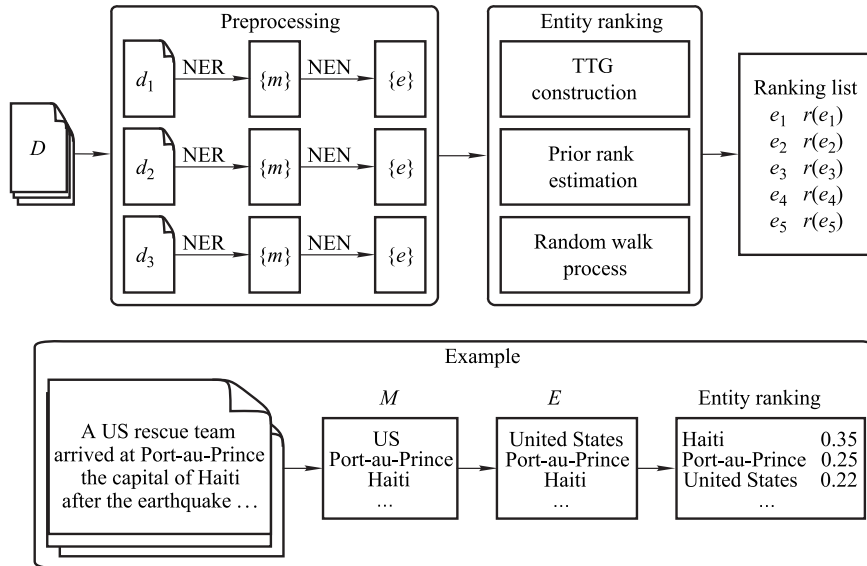 Preprocessing
Entity ranking
D
d1 NER {m} NEN {e}
d2 NER {m} NEN {e}
d3 NER {m} NEN {e}
TTG
construction
Prior rank
estimation
Random walk
process
Ranking list
e1 r(e1)
e2 r(e2)
e3 r(e3)
e4 r(e4)
e5 r(e5)
Example
A US rescue team
arrived at Port-au-Prince
the capital of Haiti
after the earthquake …
M
US
Port-au-Prince
Haiti
…
E
United States
Port-au-Prince
Haiti
…
Entity ranking
Haiti 0.35
Port-au-Prince 0.25
United States 0.22
…